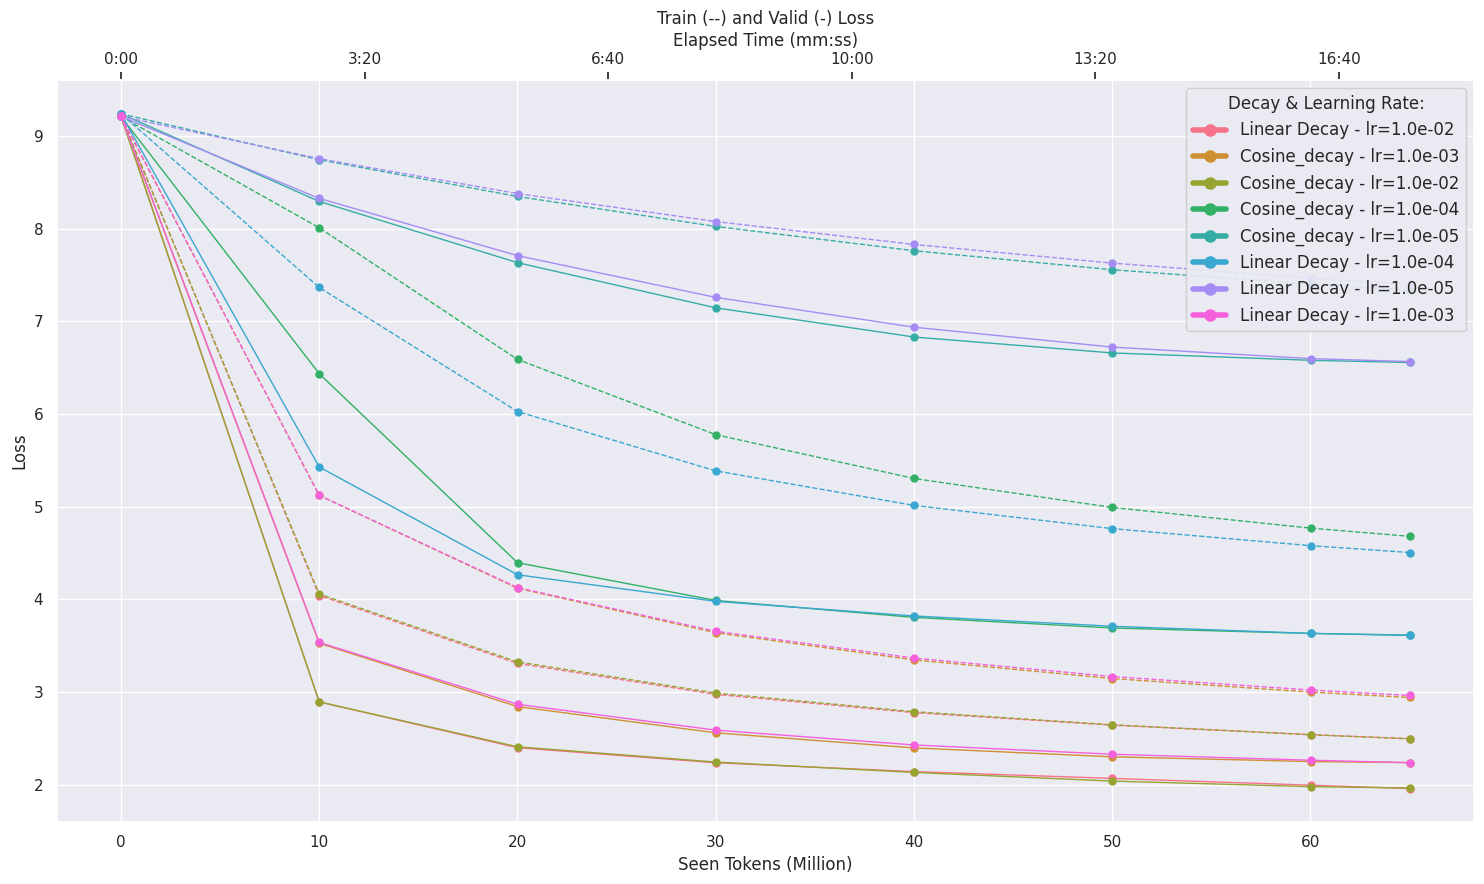 Train (--) and Valid (-) Loss
Elapsed Time (mm:ss)
0:00 3:20 6:40 10:00 13:20 16:40
Decay & Learning Rate:
Linear Decay - lr=1.0e-02
Cosine_decay - lr=1.0e-03
Cosine_decay - lr=1.0e-02
Cosine_decay - lr=1.0e-04
Cosine_decay - lr=1.0e-05
Linear Decay - lr=1.0e-04
Linear Decay - lr=1.0e-05
Linear Decay - lr=1.0e-03
Loss
9
8
7
6
5
4
3
2
0 10 20 30 40 50 60
Seen Tokens (Million)